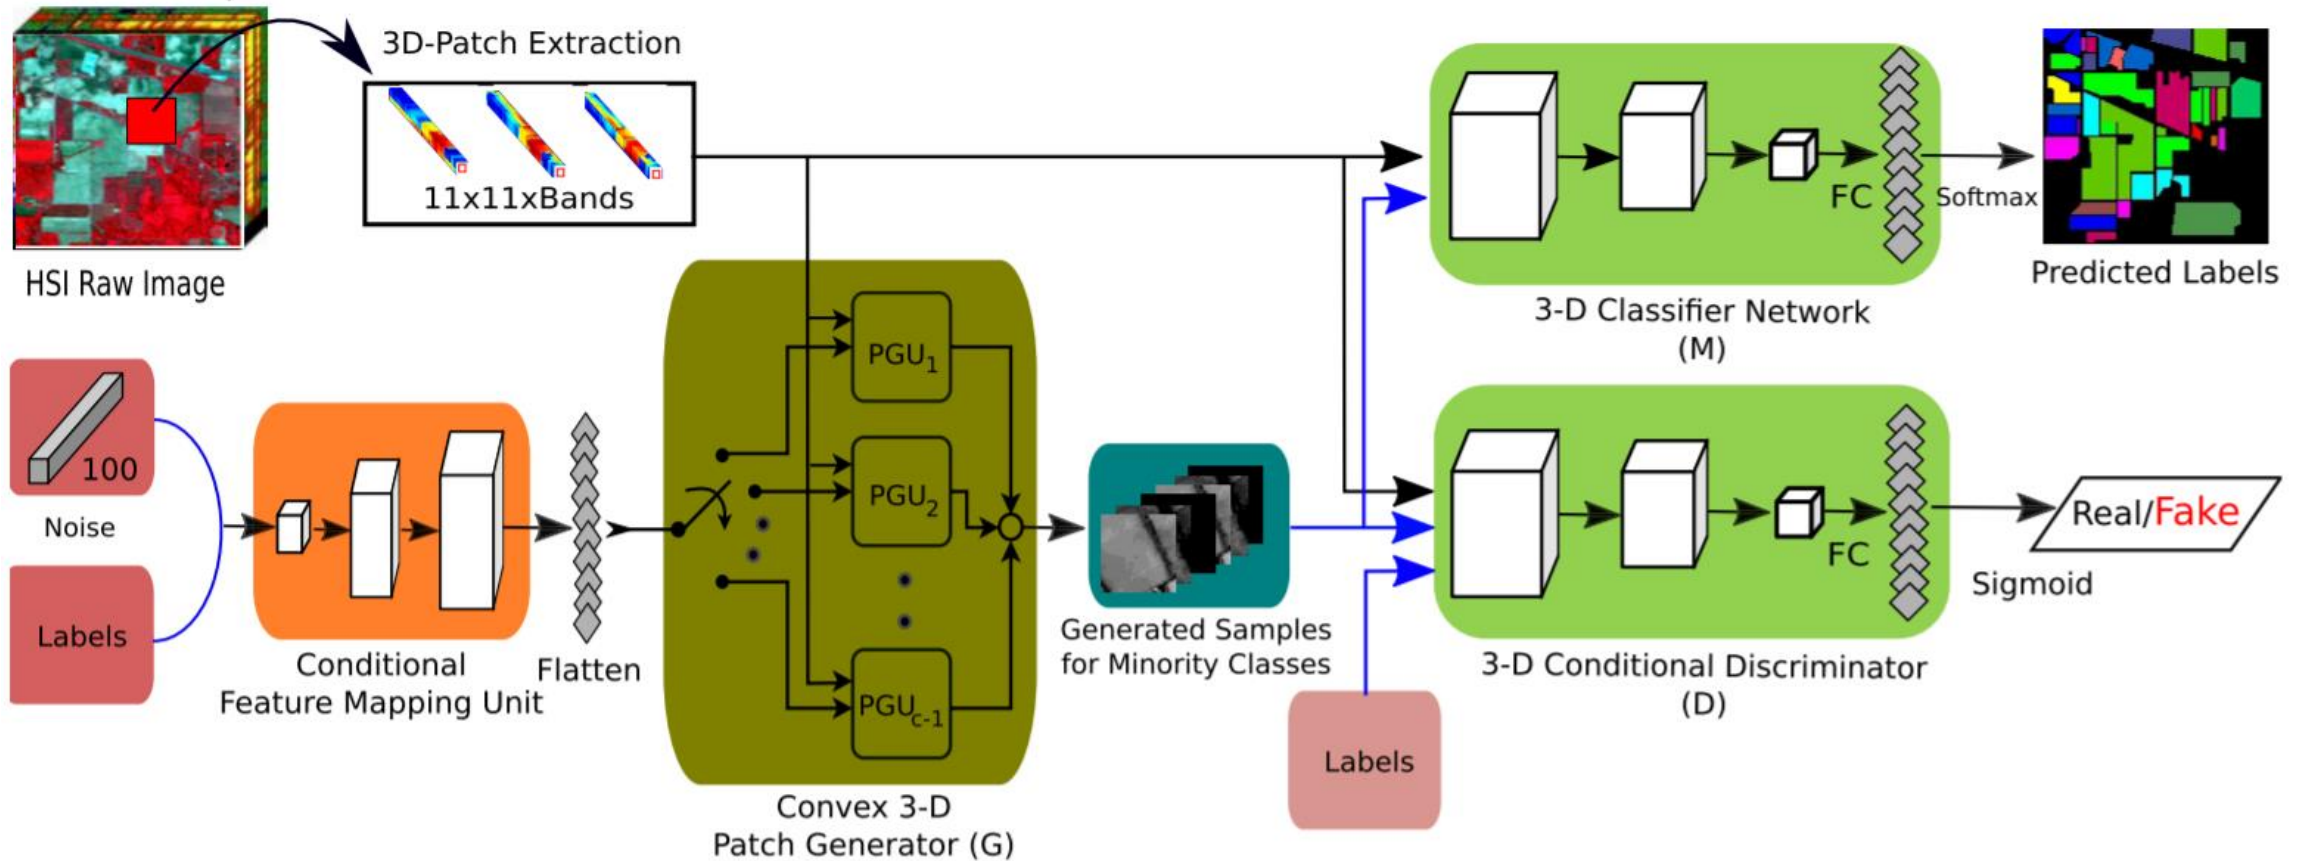 3D-Patch Extraction
11x11xBands
HSI Raw Image
FC
Softmax
Predicted Labels
3-D Classifier Network
(M)
100
Noise
Labels
Conditional
Feature Mapping Unit
Flatten
PGU1
PGU2
PGUc-1
Convex 3-D
Patch Generator (G)
Generated Samples
for Minority Classes
Labels
FC
Sigmoid
Real/Fake
3-D Conditional Discriminator
(D)